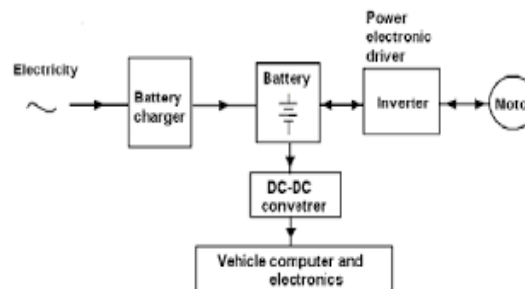 Power
electronic
driver
Electricity
Battery
charger
Battery
Inverter
Moto
DC-DC
convetrer
Vehicle computer and
electronics